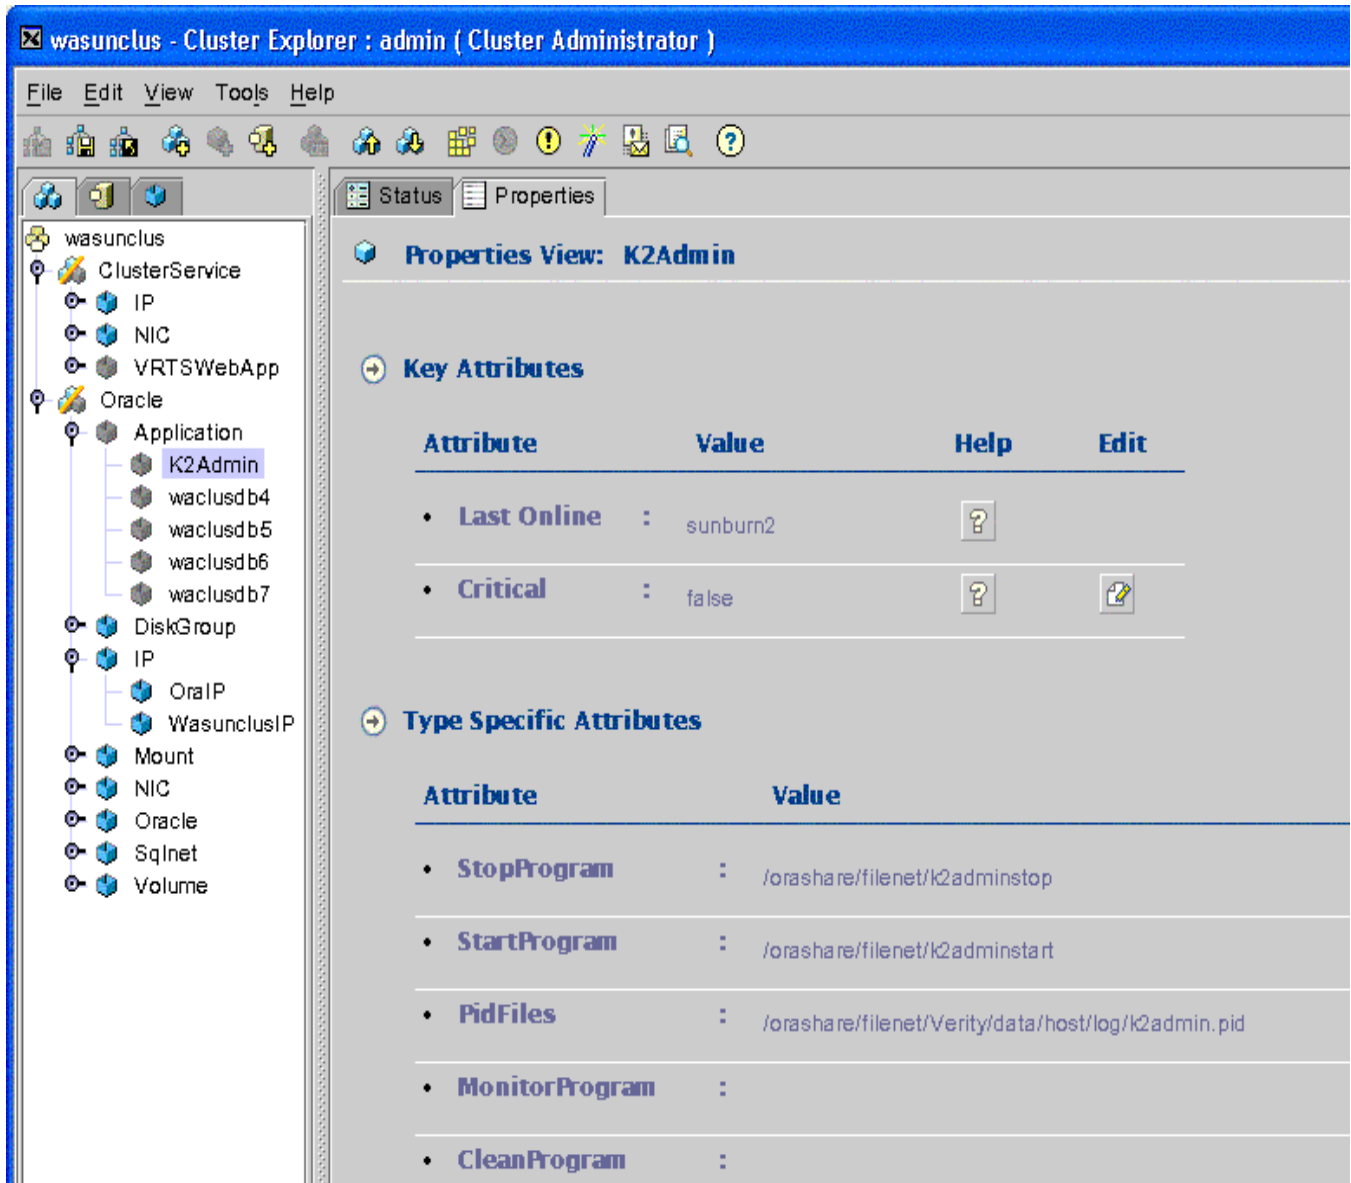 wasunclus - Cluster Explorer : admin ( Cluster Administrator )
File Edit View Tools Help
Status Properties
wasunclus
ClusterService
IP
NIC
VRTSWebApp
Oracle
Application
K2Admin
waclusdb4
waclusdb5
waclusdb6
waclusdb7
DiskGroup
IP
OraIP
WasunclusIP
Mount
NIC
Oracle
Sqlnet
Volume
Properties View: K2Admin
Key Attributes
Attribute Value Help Edit
• Last Online : sunburn2 ?
• Critical : false ?
Type Specific Attributes
Attribute Value
• StopProgram : /orashare/filenet/k2adminstop
• StartProgram : /orashare/filenet/k2adminstart
• PidFiles : /orashare/filenet/Verity/data/host/log/k2admin.pid
• MonitorProgram :
• CleanProgram :